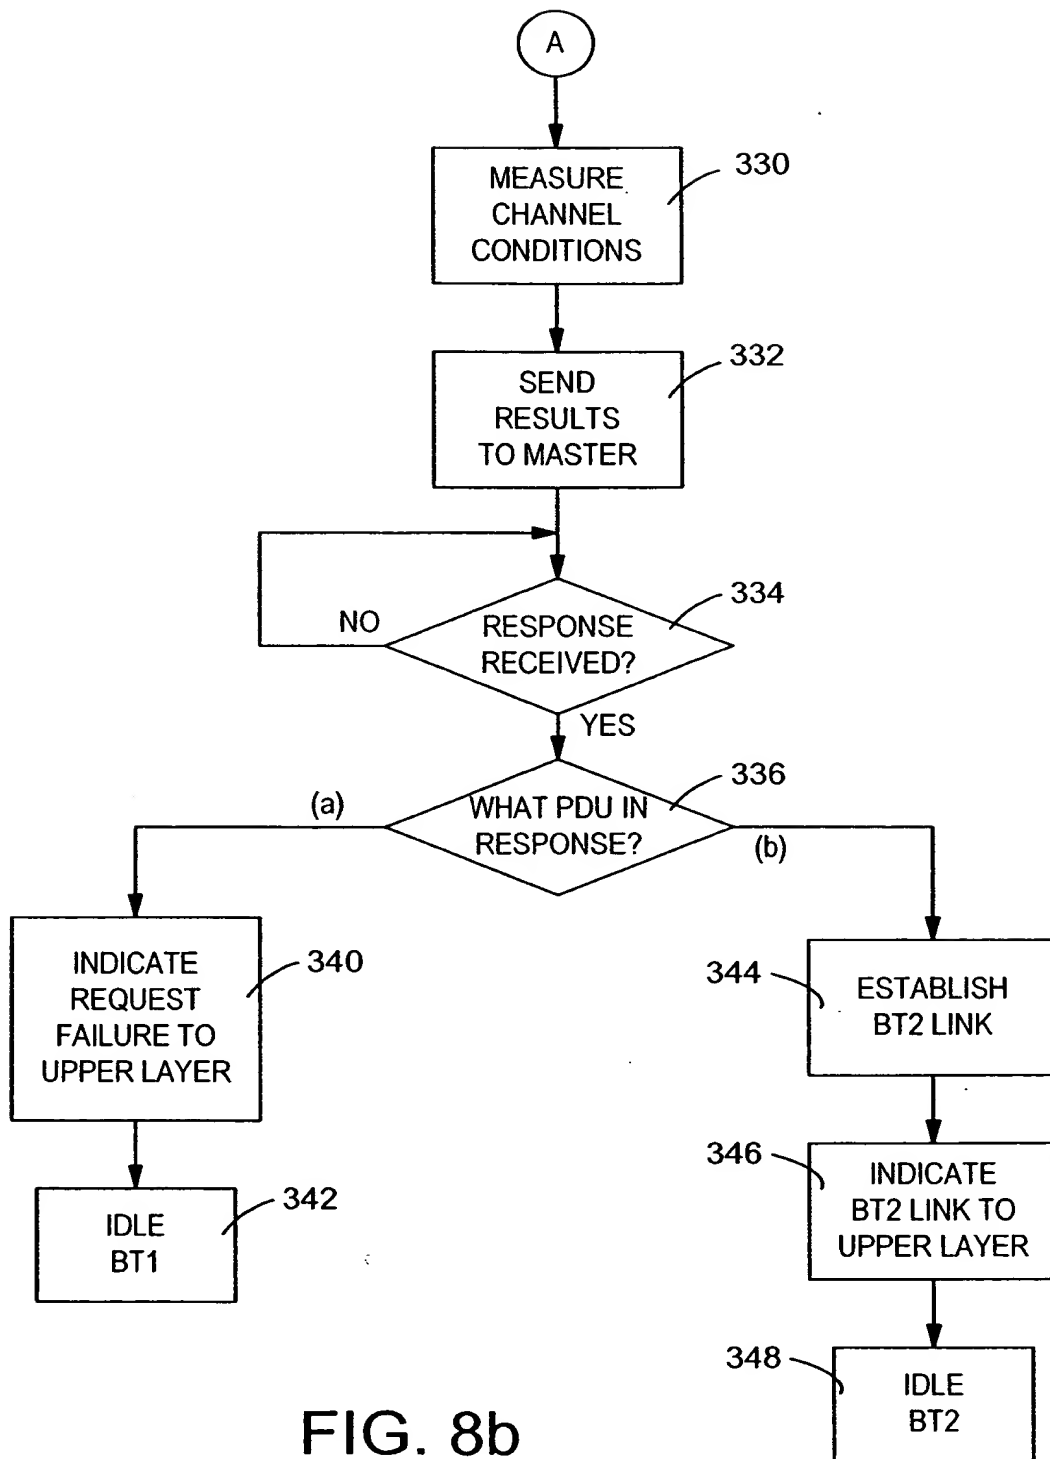 A
MEASURE
CHANNEL
CONDITIONS
330
SEND
RESULTS
TO MASTER
332
RESPONSE
RECEIVED?
334
NO
YES
WHAT PDU IN
RESPONSE?
336
(a)
(b)
INDICATE
REQUEST
FAILURE TO
UPPER LAYER
340
344
ESTABLISH
BT2 LINK
IDLE
BT1
342
346
INDICATE
BT2 LINK TO
UPPER LAYER
348
IDLE
BT2
FIG. 8b